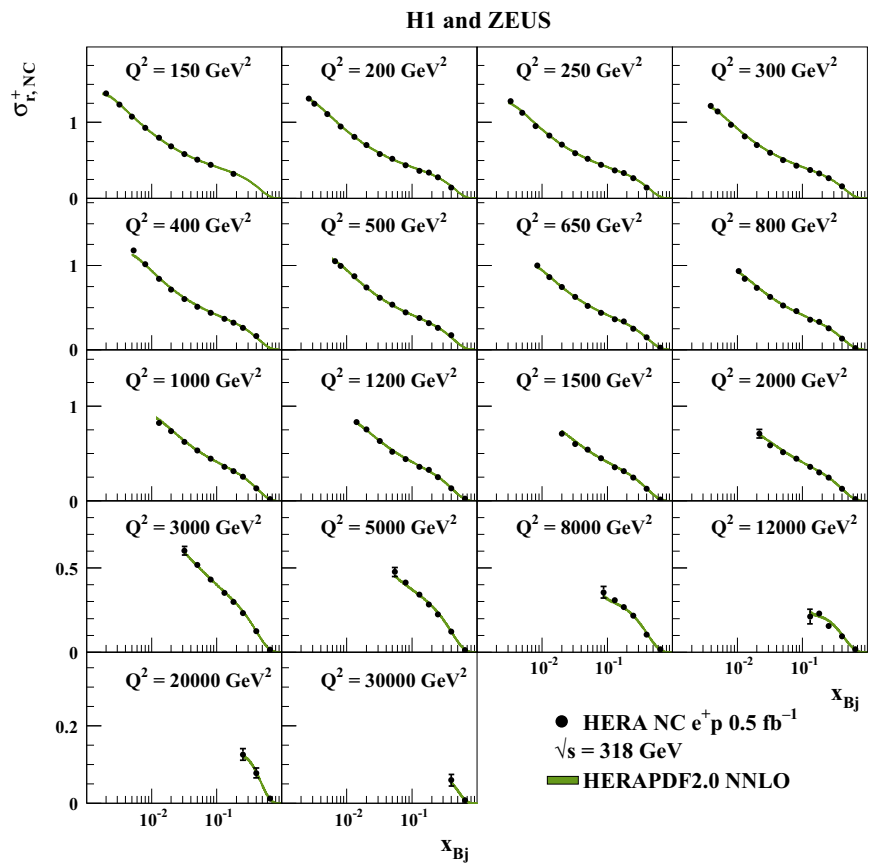 H1 and ZEUS
σ⁺r, NC
Q² = 150 GeV²
Q² = 200 GeV²
Q² = 250 GeV²
Q² = 300 GeV²
1
0
Q² = 400 GeV²
Q² = 500 GeV²
Q² = 650 GeV²
Q² = 800 GeV²
1
0
Q² = 1000 GeV²
Q² = 1200 GeV²
Q² = 1500 GeV²
Q² = 2000 GeV²
1
0
Q² = 3000 GeV²
Q² = 5000 GeV²
Q² = 8000 GeV²
Q² = 12000 GeV²
0.5
0
10⁻² 10⁻¹
10⁻² 10⁻¹
xBj
Q² = 20000 GeV²
Q² = 30000 GeV²
0.2
0
10⁻² 10⁻¹
10⁻² 10⁻¹
xBj
HERA NC e⁺p 0.5 fb⁻¹
√s = 318 GeV
HERAPDF2.0 NNLO